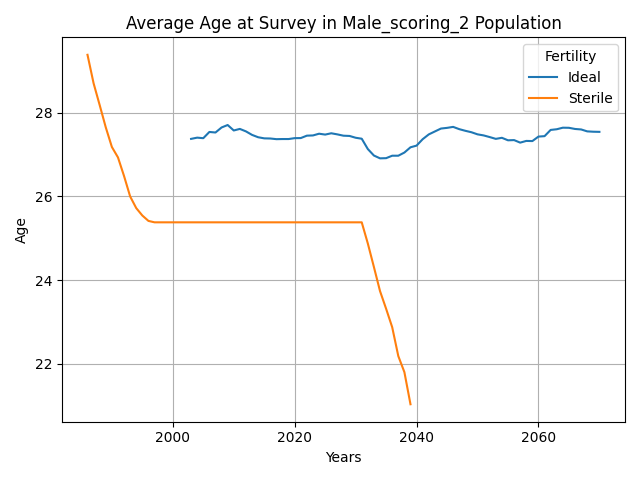 Average Age at Survey in Male_scoring_2 Population
Fertility
Ideal
Sterile
28
26
24
22
Age
2000
2020
2040
2060
Years